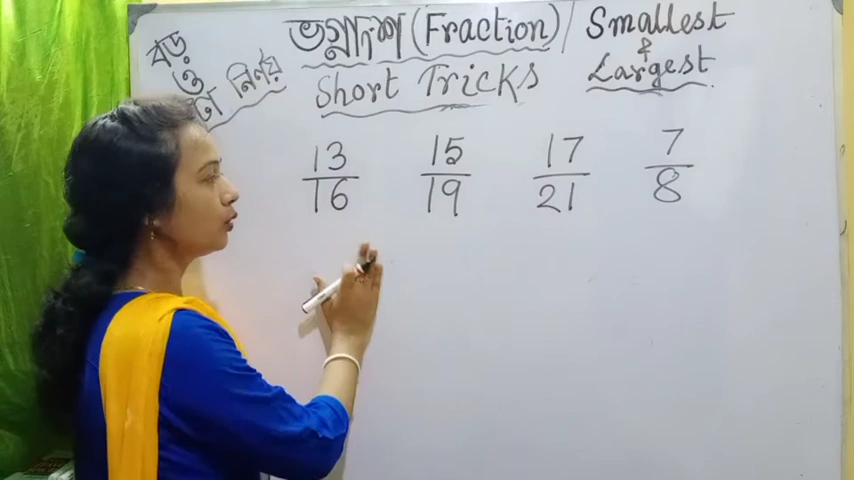 বড় ও ছোট নির্ণয়
ভগ্নাংশ (Fraction) / Smallest & Largest
Short Tricks
13/16 15/19 17/21 7/8